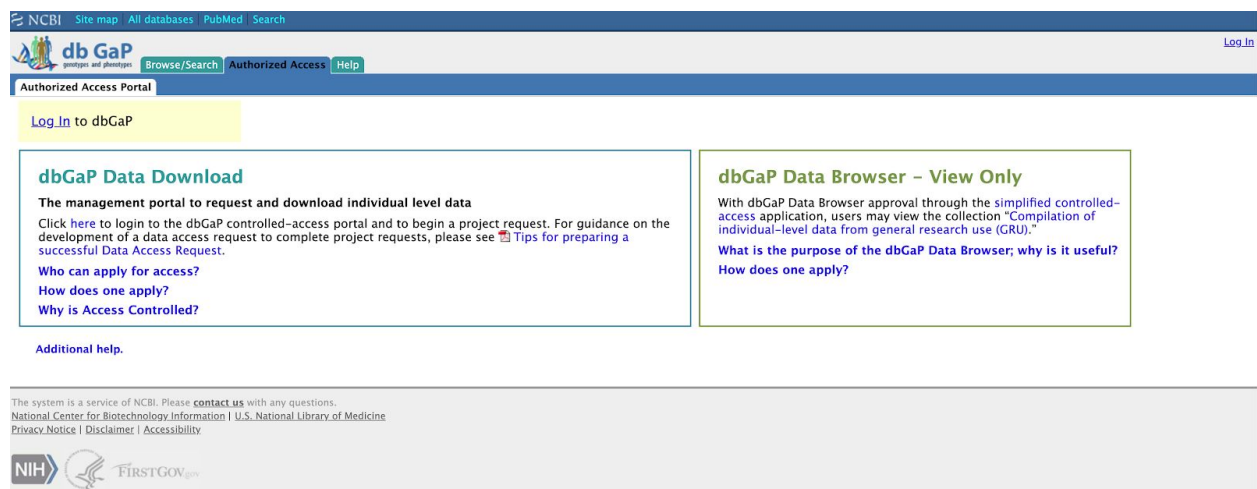 NCBI Site map All databases PubMed Search
Log In
db GaP
genotypes and phenotypes
Browse/Search Authorized Access Help
Authorized Access Portal
Log In to dbGaP
dbGaP Data Download
The management portal to request and download individual level data
Click here to login to the dbGaP controlled-access portal and to begin a project request. For guidance on the
development of a data access request to complete project requests, please see Tips for preparing a
successful Data Access Request.
Who can apply for access?
How does one apply?
Why is Access Controlled?
dbGaP Data Browser – View Only
With dbGaP Data Browser approval through the simplified controlled-
access application, users may view the collection "Compilation of
individual-level data from general research use (GRU)."
What is the purpose of the dbGaP Data Browser; why is it useful?
How does one apply?
Additional help.
The system is a service of NCBI. Please contact us with any questions.
National Center for Biotechnology Information | U.S. National Library of Medicine
Privacy Notice | Disclaimer | Accessibility
NIH FIRSTGOV.gov